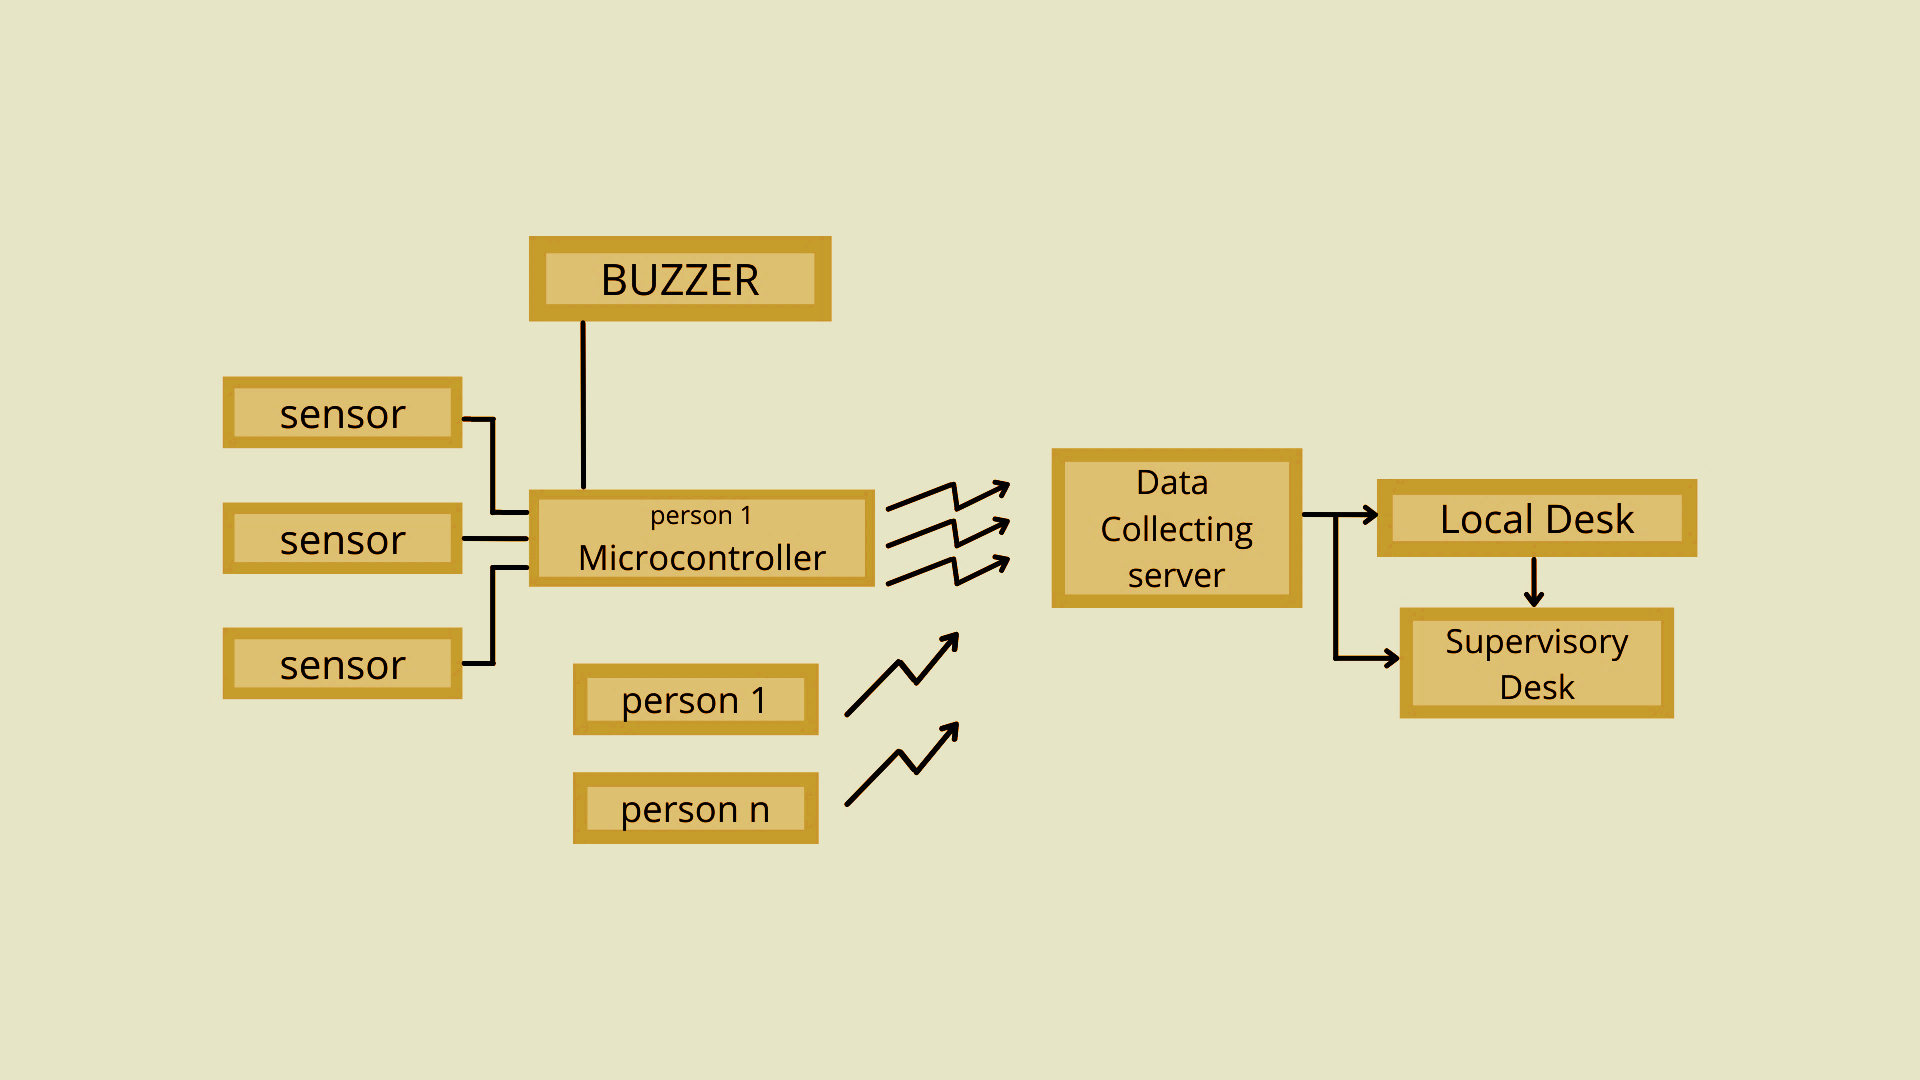 BUZZER
sensor
sensor
sensor
person 1
Microcontroller
person 1
person n
Data
Collecting
server
Local Desk
Supervisory
Desk